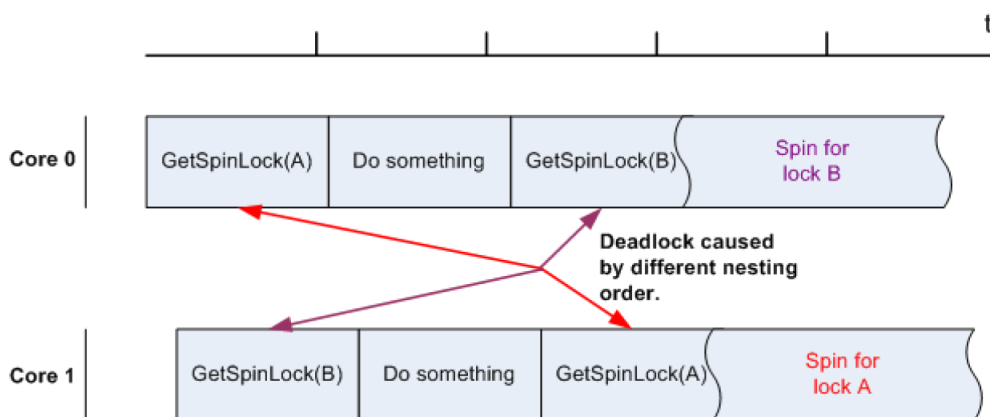 t
Core 0
GetSpinLock(A)
Do something
GetSpinLock(B)
Spin for
lock B
Deadlock caused
by different nesting
order.
Core 1
GetSpinLock(B)
Do something
GetSpinLock(A)
Spin for
lock A